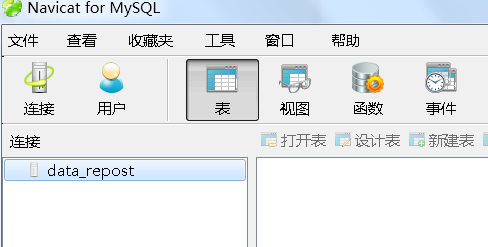 Navicat for MySQL
文件 查看 收藏夹 工具 窗口 帮助
连接 用户 表 视图 函数 事件
连接 打开表 设计表 新建表
data_repost